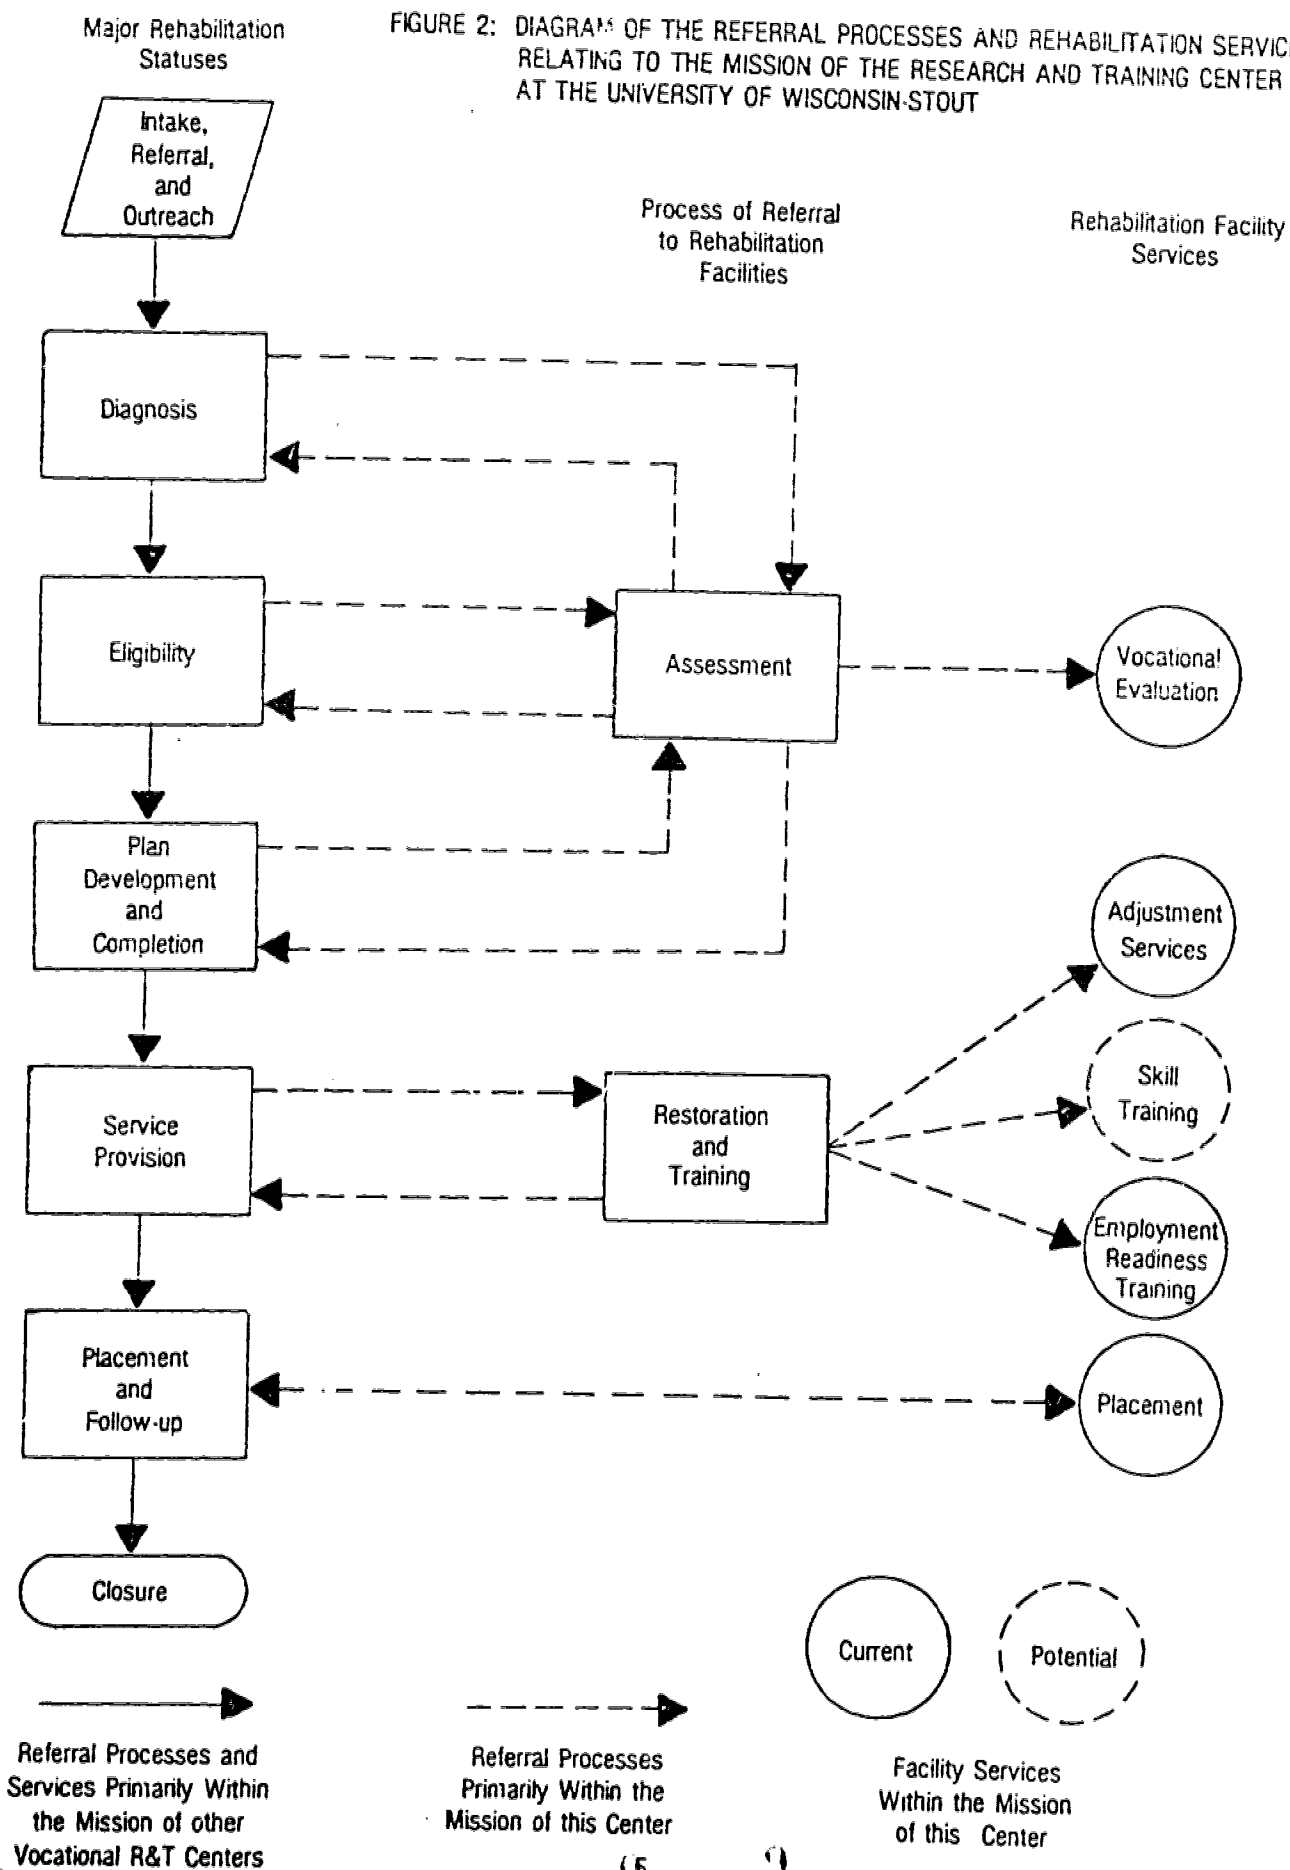 Major Rehabilitation
Statuses
FIGURE 2: DIAGRAM OF THE REFERRAL PROCESSES AND REHABILITATION
RELATING TO THE MISSION OF THE RESEARCH AND TRAINING CENTER
AT THE UNIVERSITY OF WISCONSIN-STOUT
Intake,
Referral,
and
Outreach
Process of Referral
to Rehabilitation
Facilities
Rehabilitation Facility
Services
Diagnosis
Eligibility
Assessment
Vocational
Evaluation
Plan
Development
and
Completion
Adjustment
Services
Skill
Training
Service
Provision
Restoration
and
Training
Employment
Readiness
Training
Placement
and
Follow-up
Placement
Closure
Current
Potential
Referral Processes and
Services Primarily Within
the Mission of other
Vocational R&T Centers
Referral Processes
Primarily Within the
Mission of this Center
Facility Services
Within the Mission
of this Center